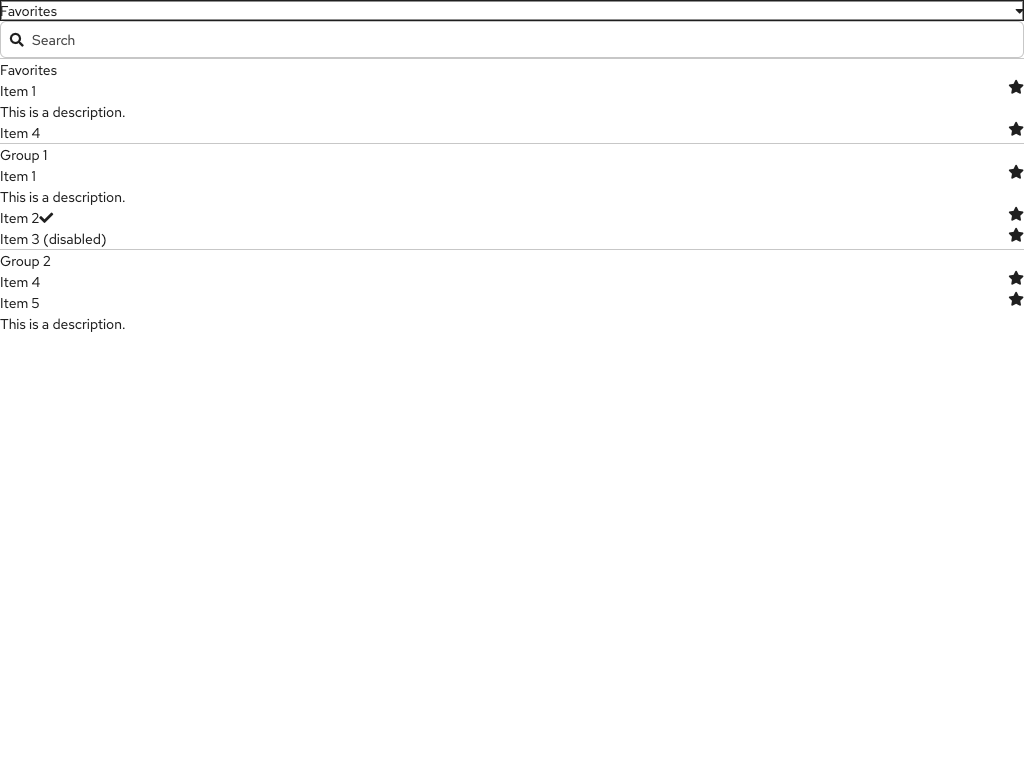 Favorites
Search
Favorites
Item 1
This is a description.
Item 4
Group 1
Item 1
This is a description.
Item 2
Item 3 (disabled)
Group 2
Item 4
Item 5
This is a description.